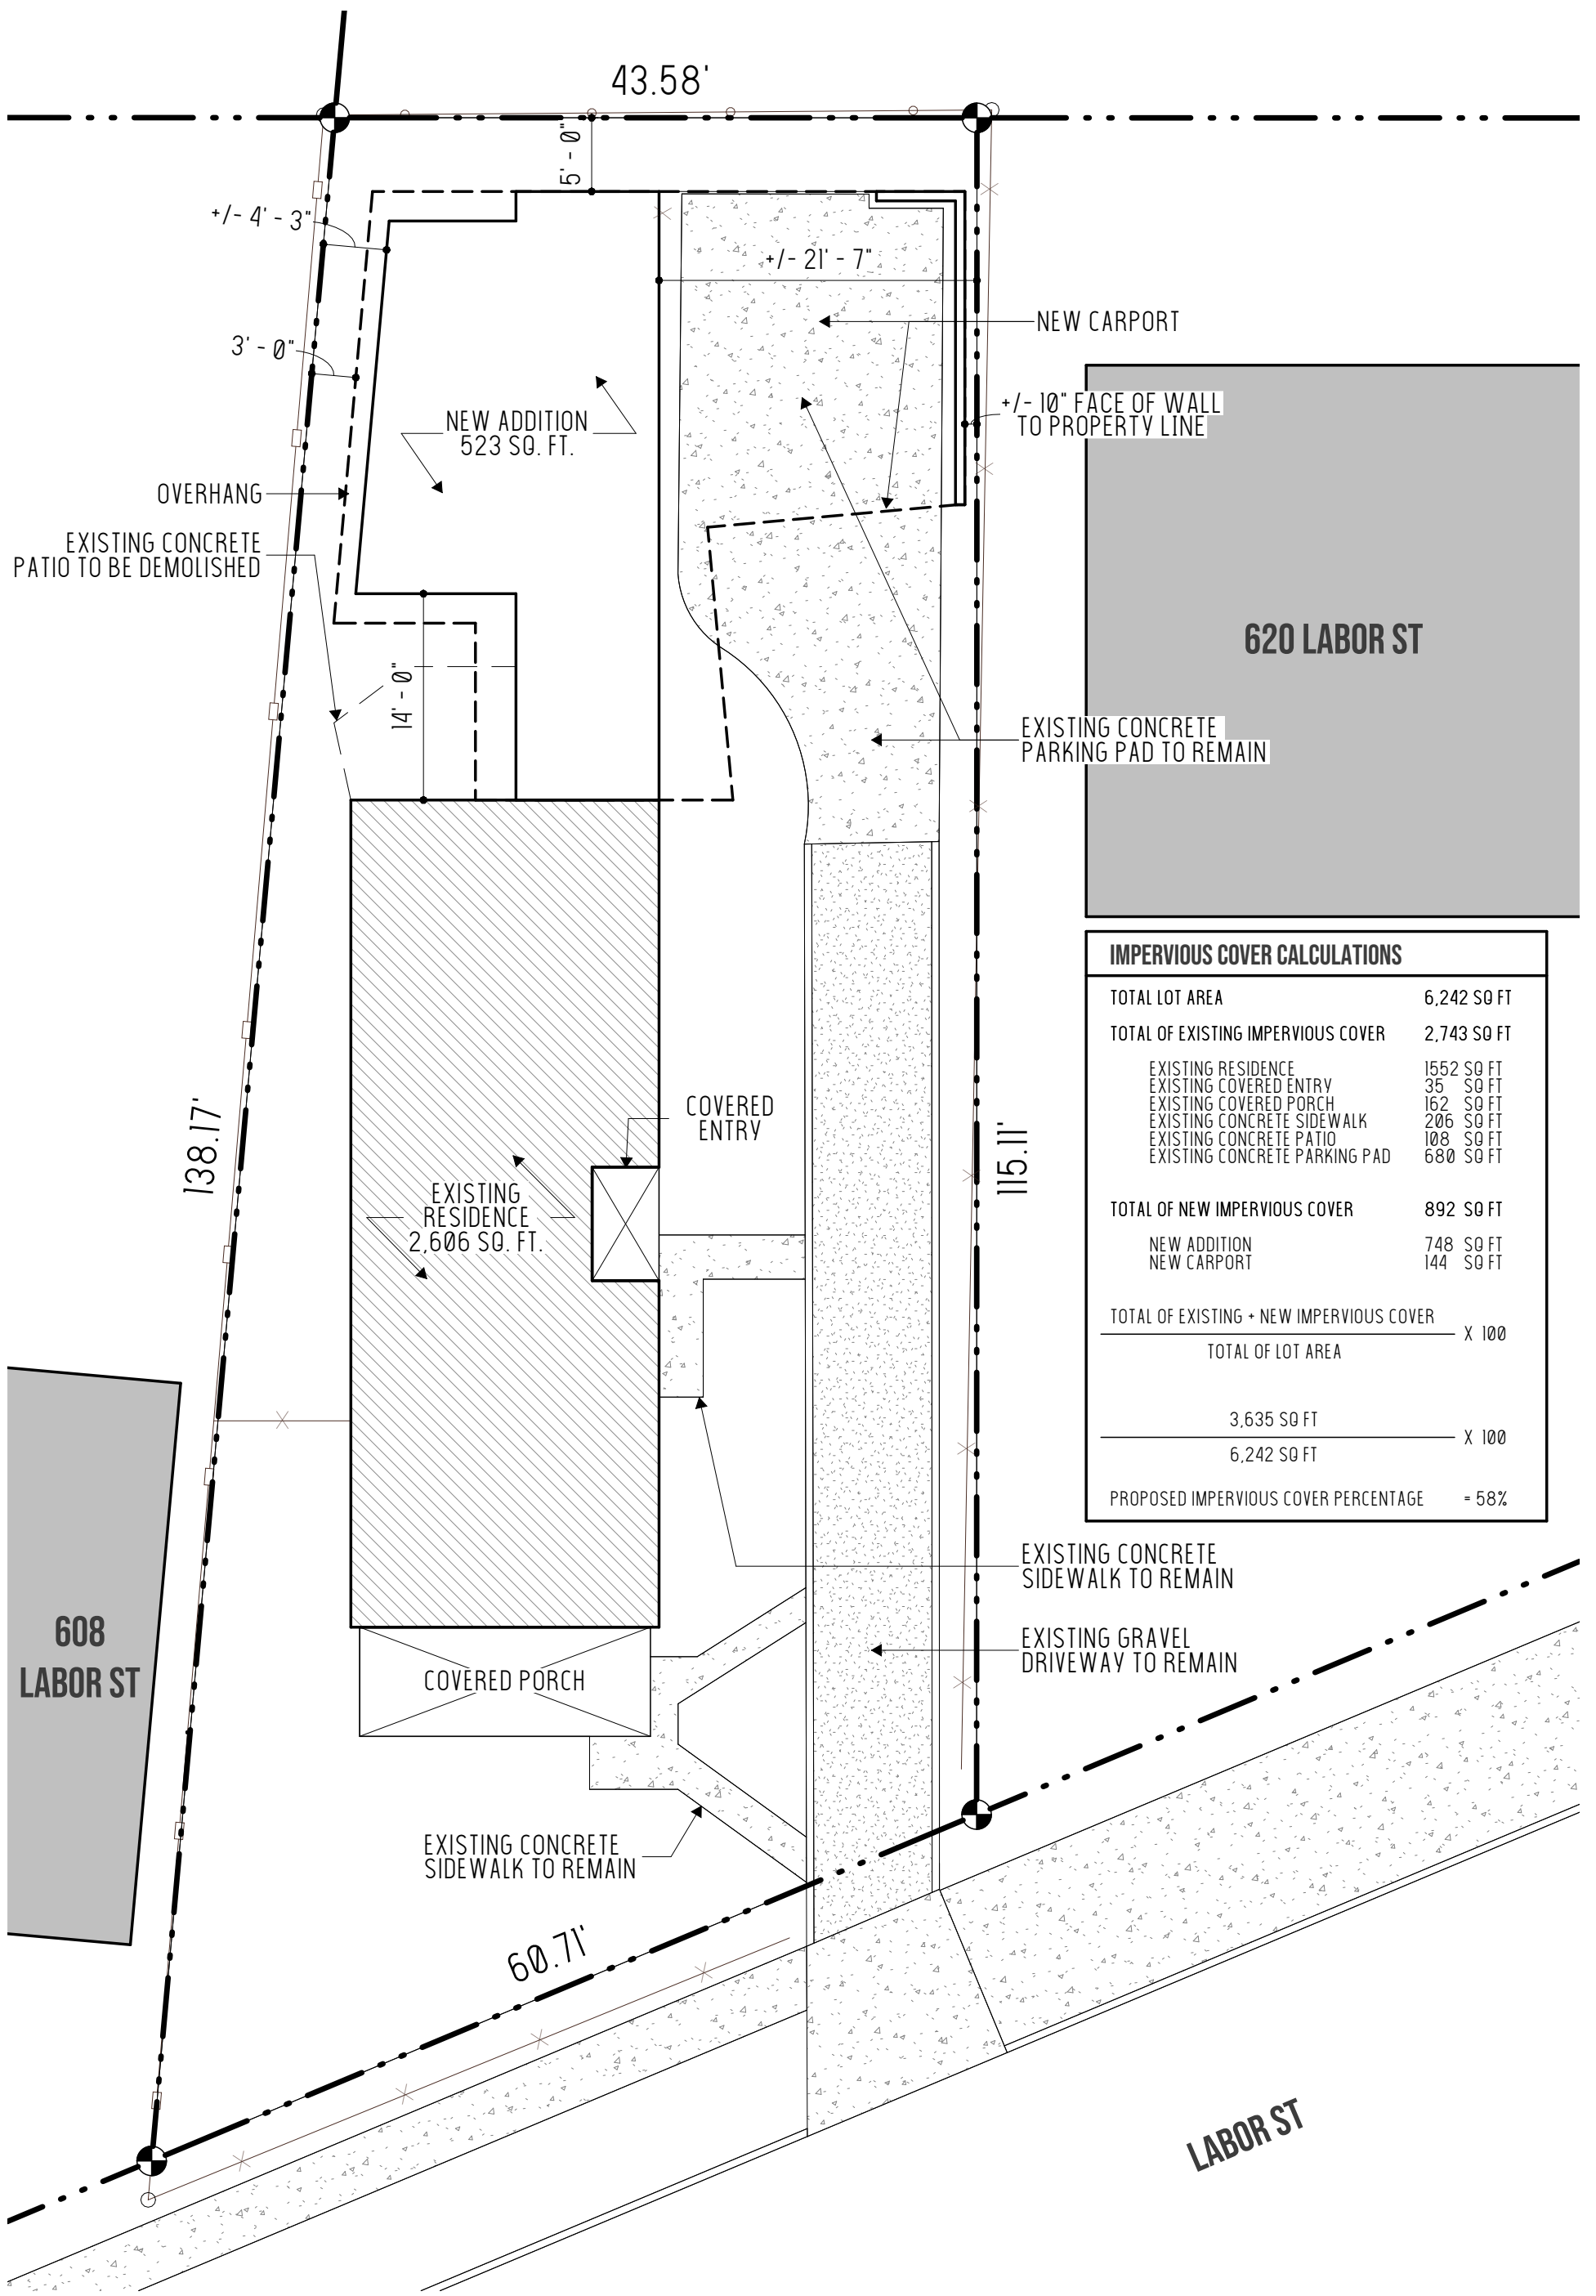 43.58'
5' - 0"
+/- 4' - 3"
+/- 21' - 7"
NEW CARPORT
3' - 0"
+/- 10" FACE OF WALL
TO PROPERTY LINE
NEW ADDITION
523 SQ. FT.
OVERHANG
EXISTING CONCRETE
PATIO TO BE DEMOLISHED
620 LABOR ST
14' - 0"
EXISTING CONCRETE
PARKING PAD TO REMAIN
IMPERVIOUS COVER CALCULATIONS
TOTAL LOT AREA 6,242 SQ FT
TOTAL OF EXISTING IMPERVIOUS COVER 2,743 SQ FT
EXISTING RESIDENCE 1552 SQ FT
EXISTING COVERED ENTRY 35 SQ FT
EXISTING COVERED PORCH 162 SQ FT
EXISTING CONCRETE SIDEWALK 206 SQ FT
EXISTING CONCRETE PATIO 108 SQ FT
EXISTING CONCRETE PARKING PAD 680 SQ FT
TOTAL OF NEW IMPERVIOUS COVER 892 SQ FT
NEW ADDITION 748 SQ FT
NEW CARPORT 144 SQ FT
TOTAL OF EXISTING + NEW IMPERVIOUS COVER
X 100
TOTAL OF LOT AREA
3,635 SQ FT
X 100
6,242 SQ FT
PROPOSED IMPERVIOUS COVER PERCENTAGE = 58%
138.17'
COVERED
ENTRY
115.11'
EXISTING
RESIDENCE
2,606 SQ. FT.
EXISTING CONCRETE
SIDEWALK TO REMAIN
608
LABOR ST
EXISTING GRAVEL
DRIVEWAY TO REMAIN
COVERED PORCH
EXISTING CONCRETE
SIDEWALK TO REMAIN
60.71'
LABOR ST